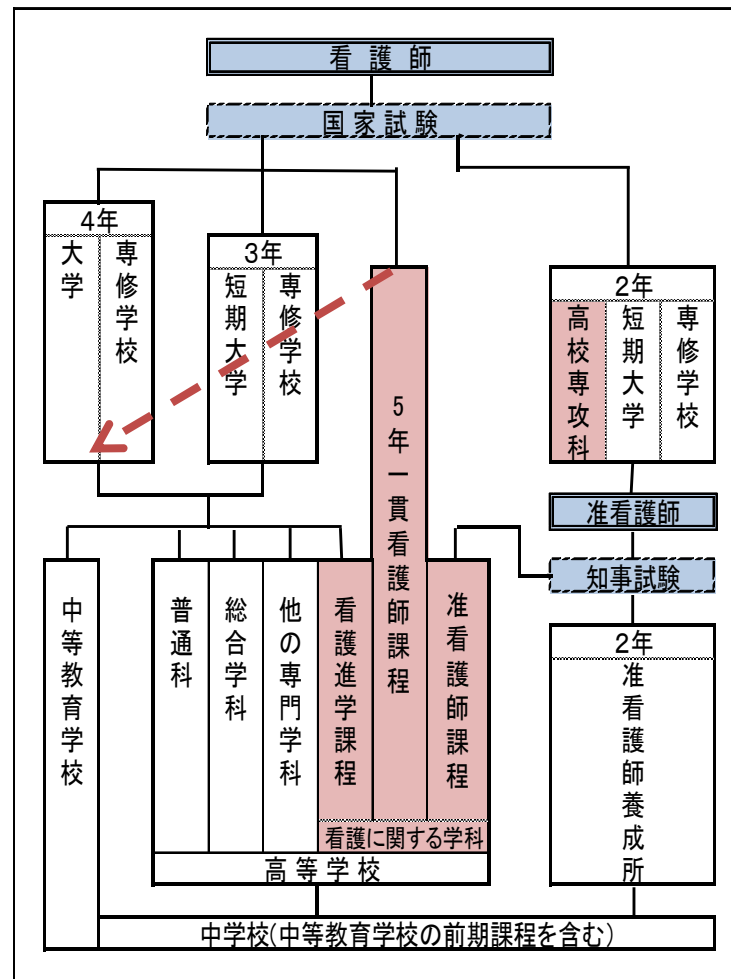 看護師
国家試験
4年
大学
専修学校
3年
短期大学
専修学校
5年一貫看護師課程
2年
高校専攻科
短期大学
専修学校
准看護師
知事試験
中等教育学校
普通科
総合学科
他の専門学科
看護進学課程
准看護師課程
看護に関する学科
高等学校
2年
准看護師養成所
中学校(中等教育学校の前期課程を含む)